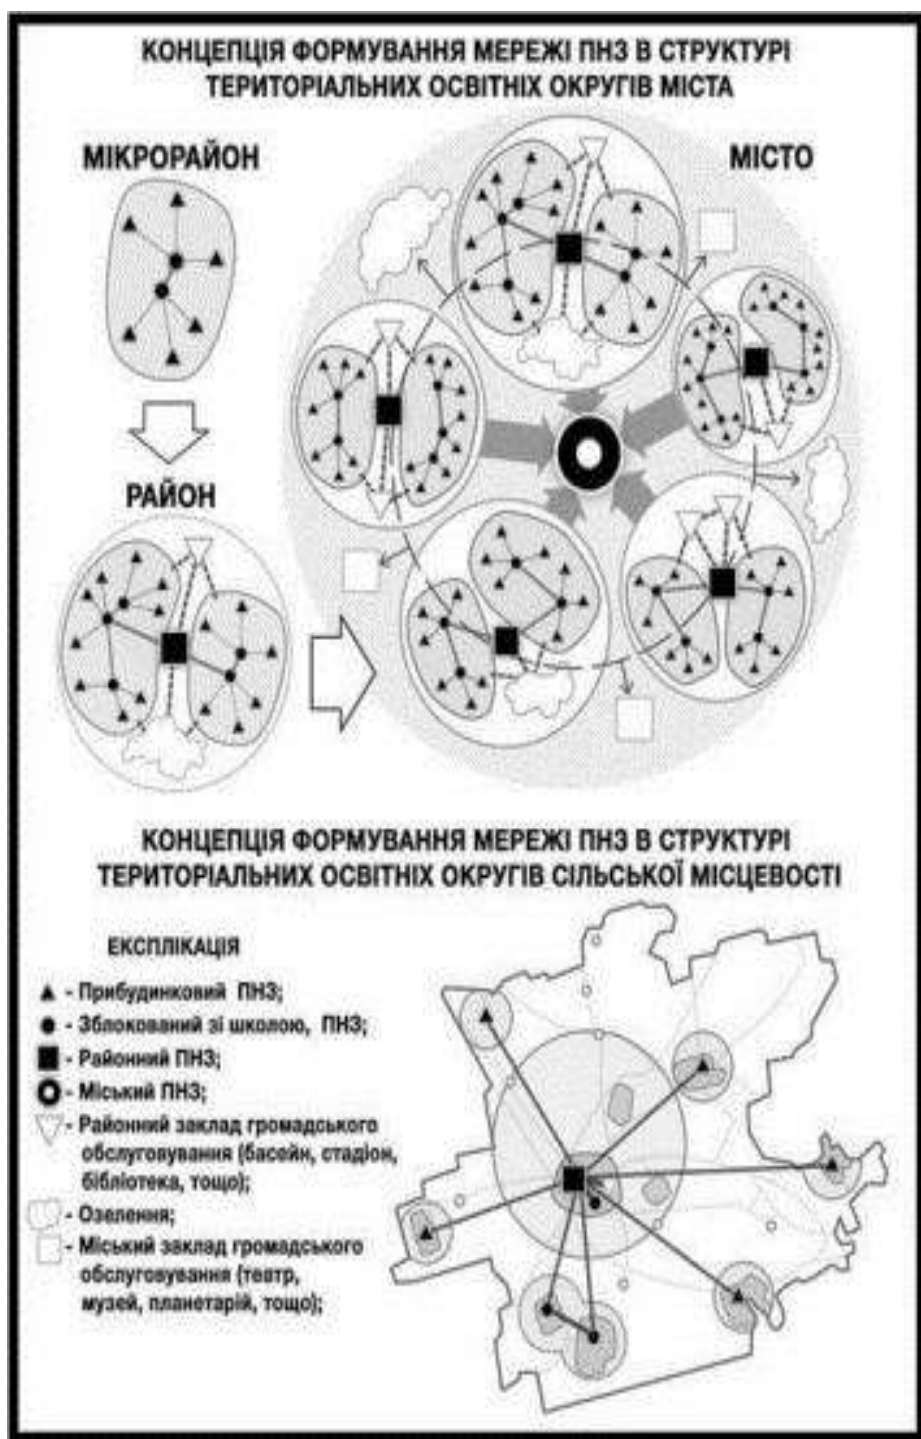 КОНЦЕПЦІЯ ФОРМУВАННЯ МЕРЕЖІ ПНЗ В СТРУКТУРІ
ТЕРИТОРІАЛЬНИХ ОСВІТНІХ ОКРУГІВ МІСТА
МІКРОРАЙОН
МІСТО
РАЙОН
КОНЦЕПЦІЯ ФОРМУВАННЯ МЕРЕЖІ ПНЗ В СТРУКТУРІ
ТЕРИТОРІАЛЬНИХ ОСВІТНІХ ОКРУГІВ СІЛЬСЬКОЇ МІСЦЕВОСТІ
ЕКСПЛІКАЦІЯ
- Прибудинковий ПНЗ;
- Зблокований зі школою, ПНЗ;
- Районний ПНЗ;
- Міський ПНЗ;
- Районний заклад громадського
обслуговування (басейн, стадіон,
бібліотека, тощо);
- Озелення;
- Міський заклад громадського
обслуговування (театр,
музей, планетарій, тощо);